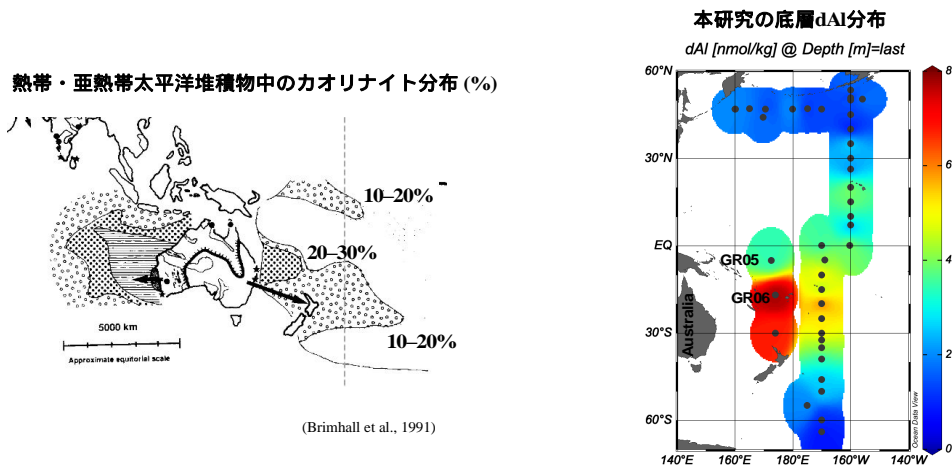 熱帯・亜熱帯太平洋堆積物中のカオリナイト分布 (%)
10–20%
20–30%
10–20%
5000 km
Approximate equitorial scale
(Brimhall et al., 1991)
本研究の底層dAl分布
dAl [nmol/kg] @ Depth [m]=last
60°N
30°N
EQ
30°S
60°S
GR05
GR06
Australia
140°E
160°E
180°E
160°W
140°W
8
6
4
2
0
Ocean Data View